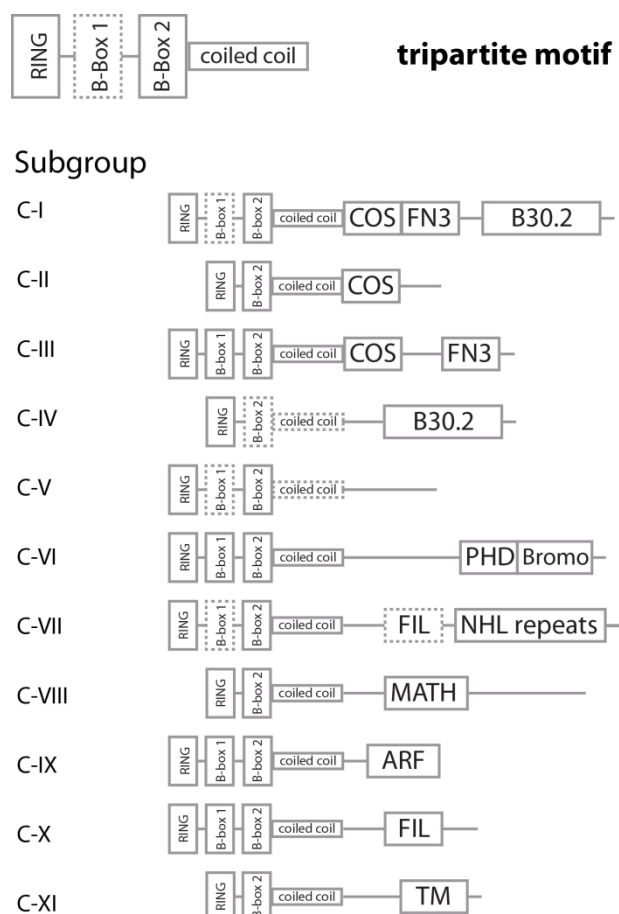 RING B-Box 1 B-Box 2 coiled coil tripartite motif
Subgroup
C-I RING B-box 1 B-box 2 coiled coil COS FN3 B30.2
C-II RING B-box 2 coiled coil COS
C-III RING B-box 1 B-box 2 coiled coil COS FN3
C-IV RING B-box 2 coiled coil B30.2
C-V RING B-box 1 B-box 2 coiled coil
C-VI RING B-box 1 B-box 2 coiled coil PHD Bromo
C-VII RING B-box 1 B-box 2 coiled coil FIL NHL repeats
C-VIII RING B-box 2 coiled coil MATH
C-IX RING B-box 1 B-box 2 coiled coil ARF
C-X RING B-box 1 B-box 2 coiled coil FIL
C-XI RING B-box 2 coiled coil TM